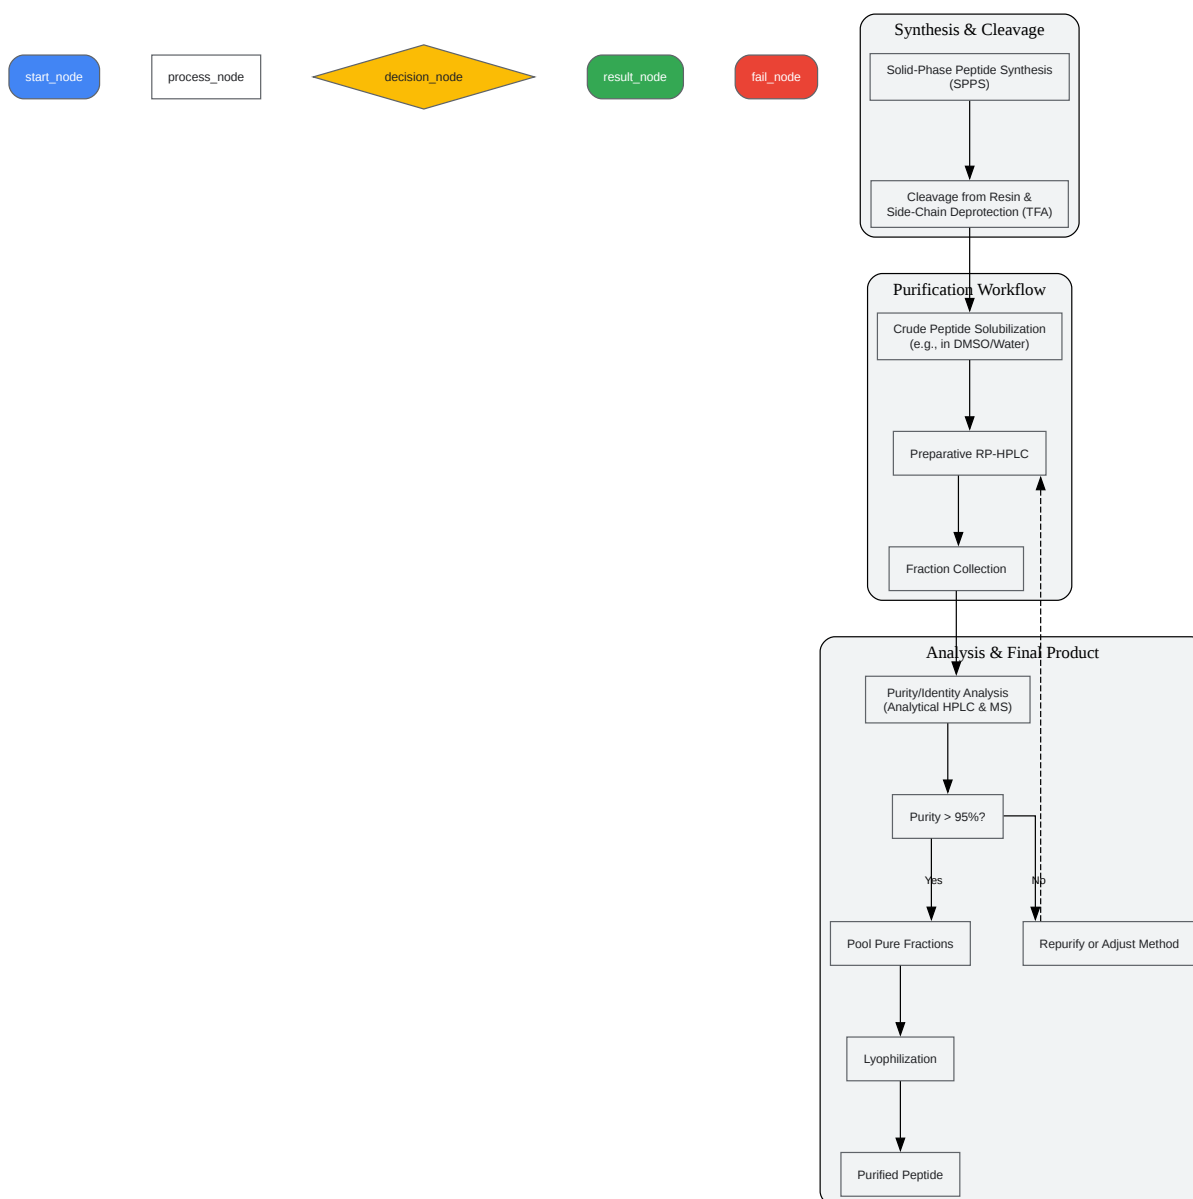 start_node
process_node
decision_node
result_node
fail_node
Synthesis & Cleavage
Solid-Phase Peptide Synthesis
(SPPS)
Cleavage from Resin &
Side-Chain Deprotection (TFA)
Purification Workflow
Crude Peptide Solubilization
(e.g., in DMSO/Water)
Preparative RP-HPLC
Fraction Collection
Analysis & Final Product
Purity/Identity Analysis
(Analytical HPLC & MS)
Purity > 95%?
Yes
No
Pool Pure Fractions
Repurify or Adjust Method
Lyophilization
Purified Peptide